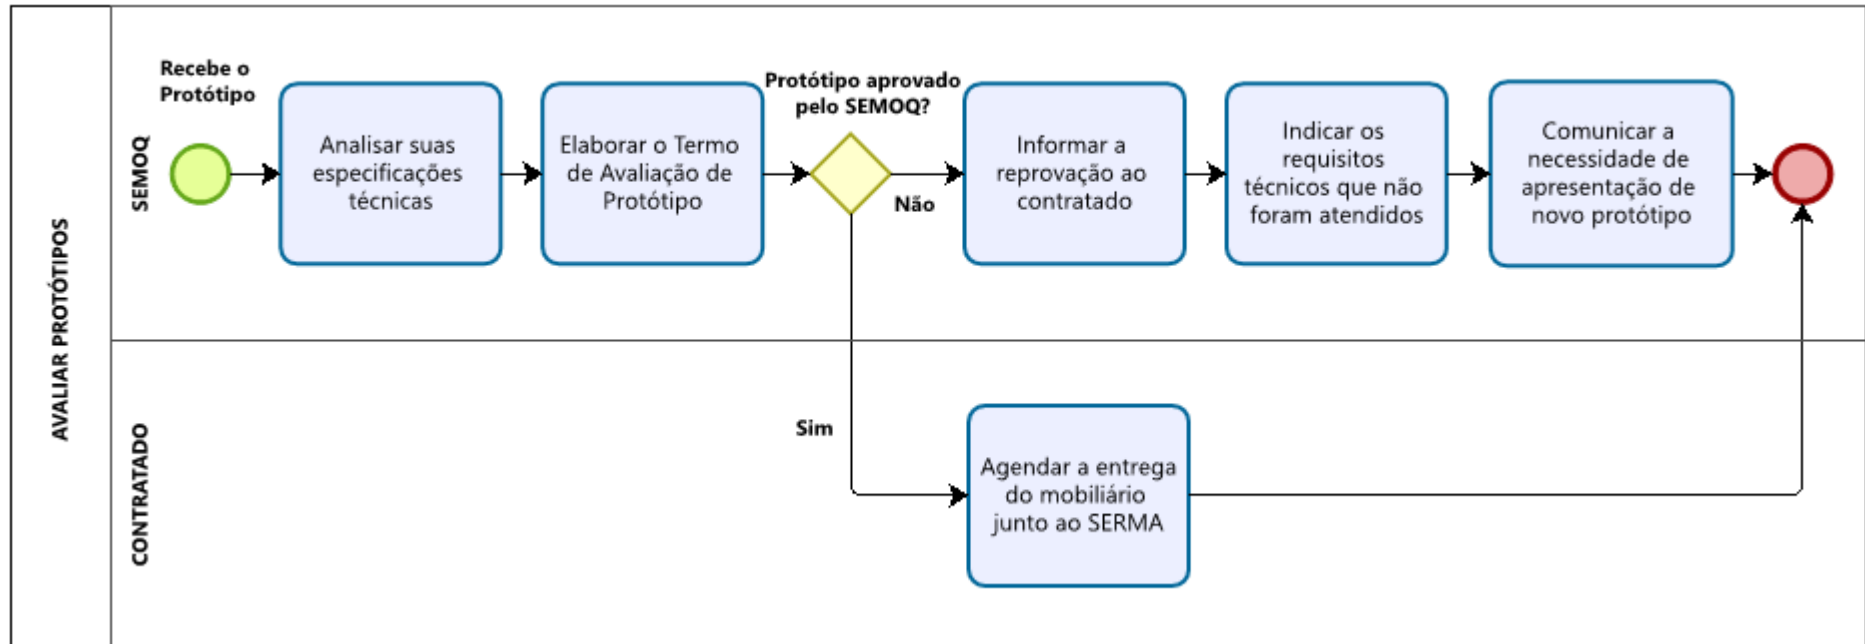 AVALIAR PROTÓTIPOS
SEMOQ
Recebe o
Protótipo
Analisar suas
especificações
técnicas
Elaborar o Termo
de Avaliação de
Protótipo
Protótipo aprovado
pelo SEMOQ?
Não
Informar a
reprovação ao
contratado
Indicar os
requisitos
técnicos que não
foram atendidos
Comunicar a
necessidade de
apresentação de
novo protótipo
CONTRATADO
Sim
Agendar a entrega
do mobiliário
junto ao SERMA